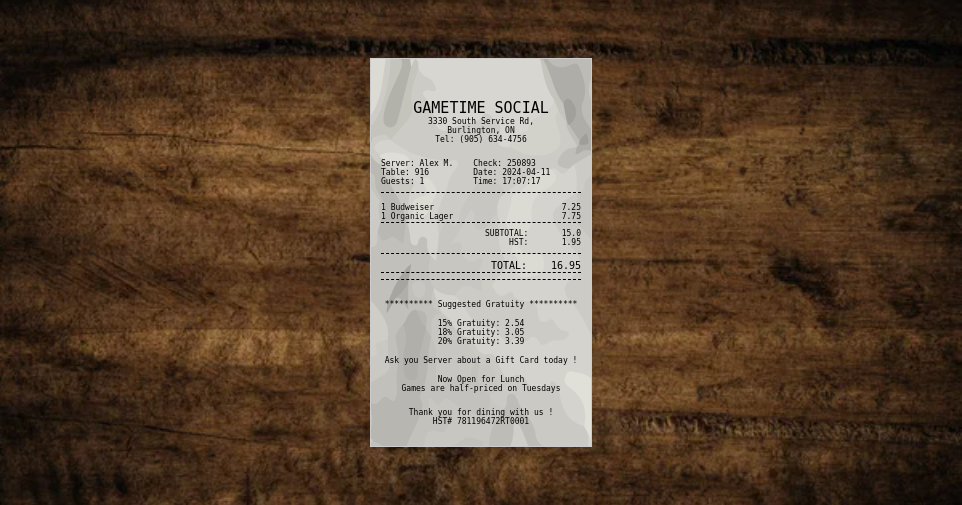 GAMETIME SOCIAL
3330 South Service Rd,
Burlington, ON
Tel: (905) 634-4756
Server: Alex M. Check: 250893
Table: 916 Date: 2024-04-11
Guests: 1 Time: 17:07:17
1 Budweiser 7.25
1 Organic Lager 7.75
SUBTOTAL: 15.0
HST: 1.95
TOTAL: 16.95
********** Suggested Gratuity **********
15% Gratuity: 2.54
18% Gratuity: 3.05
20% Gratuity: 3.39
Ask you Server about a Gift Card today !
Now Open for Lunch
Games are half-priced on Tuesdays
Thank you for dining with us !
HST# 781196472RT0001